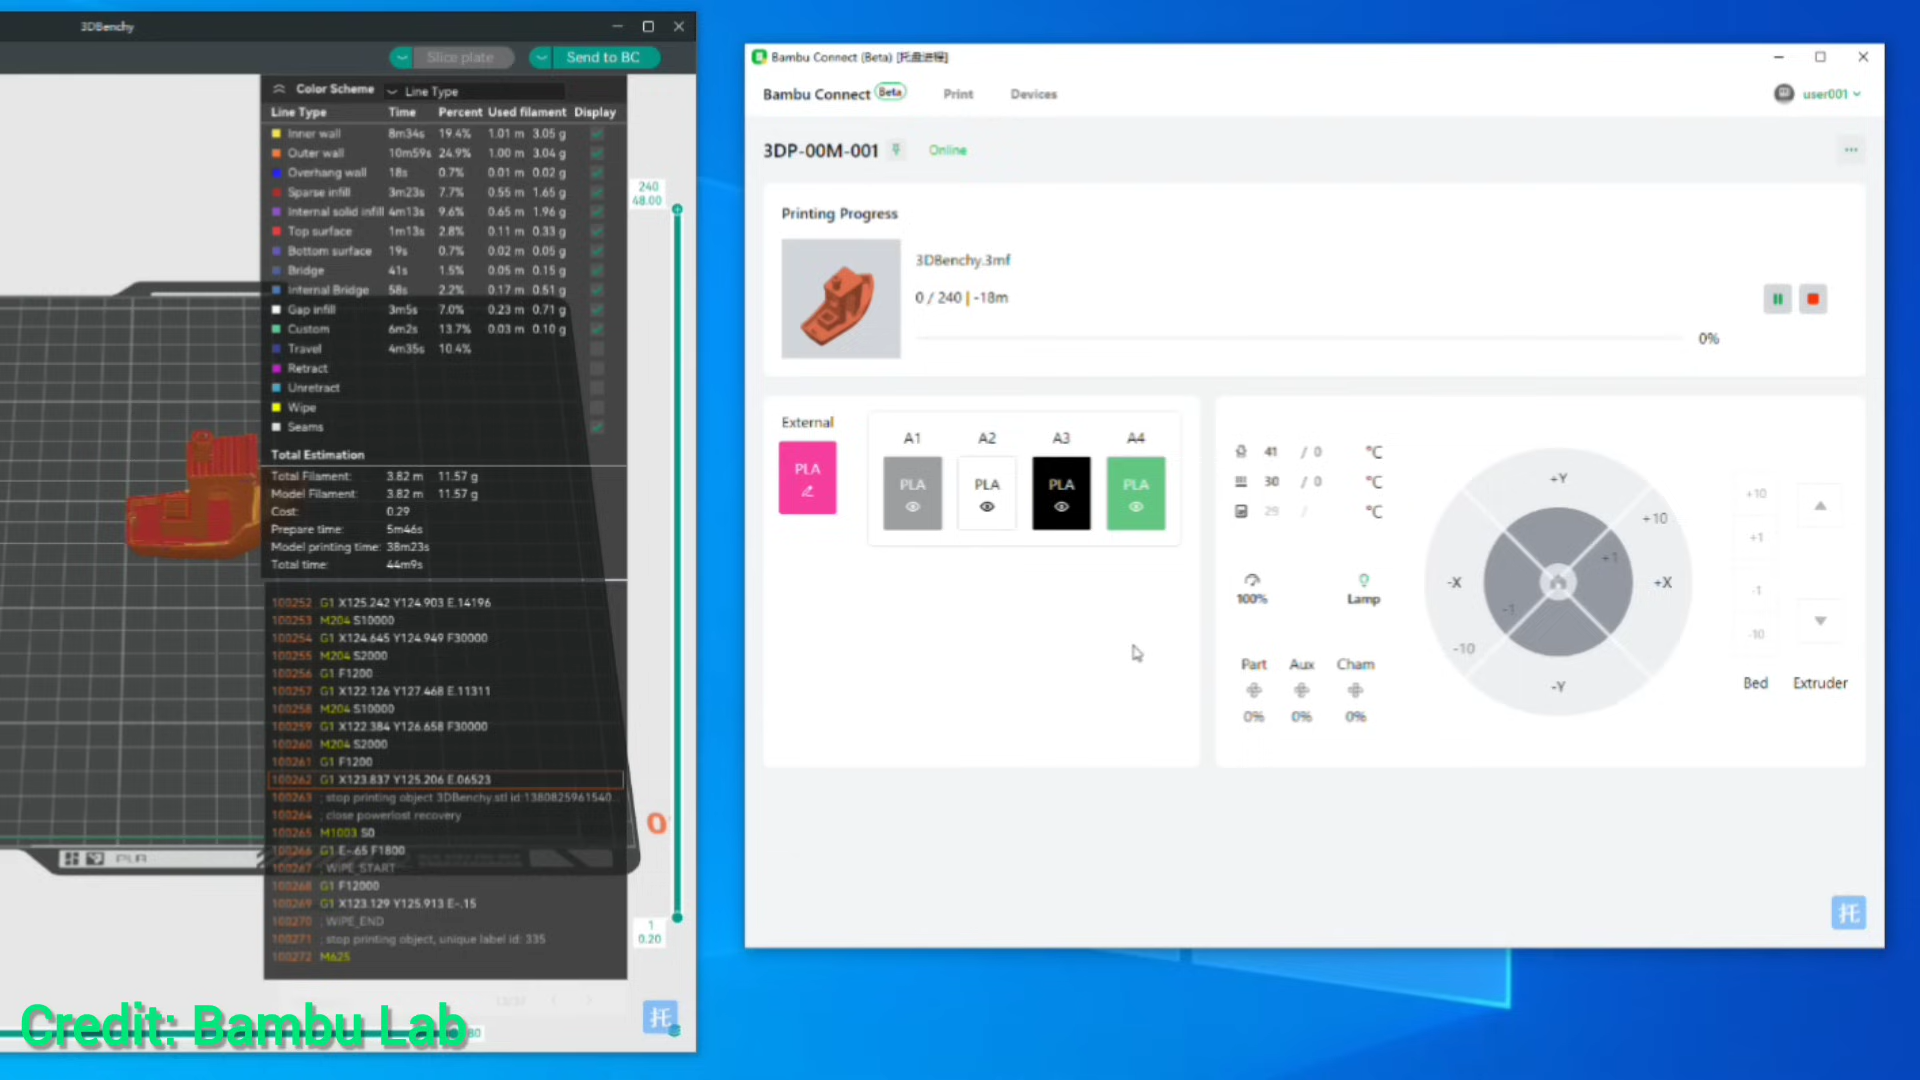 3DBenchy
Slice plate
Send to BC
Color Scheme
Line Type
Line Type Time Percent Used filament Display
Inner wall 8m34s 19.4% 1.01 m 3.05 g
Outer wall 10m59s 24.9% 1.00 m 3.04 g
Overhang wall 18s 0.7% 0.01 m 0.02 g
Sparse infill 3m23s 7.7% 0.55 m 1.65 g
Internal solid infill 4m13s 9.6% 0.65 m 1.96 g
Top surface 1m13s 2.8% 0.11 m 0.33 g
Bottom surface 19s 0.7% 0.02 m 0.05 g
Bridge 41s 1.5% 0.05 m 0.15 g
Internal Bridge 58s 2.2% 0.17 m 0.51 g
Gap infill 3m5s 7.0% 0.23 m 0.71 g
Custom 6m2s 13.7% 0.03 m 0.10 g
Travel 4m35s 10.4%
Retract
Unretract
Wipe
Seams
Total Estimation
Total Filament: 3.82 m 11.57 g
Model Filament: 3.82 m 11.57 g
Cost: 0.29
Prepare time: 5m46s
Model printing time: 38m23s
Total time: 44m9s
100252 G1 X125.242 Y124.903 E.14196
100253 M204 S10000
100254 G1 X124.645 Y124.949 F30000
100255 M204 S2000
100256 G1 F1200
100257 G1 X122.126 Y127.468 E.11311
100258 M204 S10000
100259 G1 X122.384 Y126.658 F30000
100260 M204 S2000
100261 G1 F1200
100262 G1 X123.837 Y125.206 E.06523
100263 ; stop printing object 3DBenchy.stl id:1380825961540...
100264 ; close powerlost recovery
100265 M1003 S0
100266 G1 E-.65 F1800
100267 ; WIPE_START
100268 G1 F12000
100269 G1 X123.129 Y125.913 E-.15
100270 ; WIPE_END
100271 ; stop printing object, unique label id: 335
100272 M625
240
48.00
1
0.20
PLA
托
Credit: Bambu Lab
Bambu Connect (Beta) [托盘进程]
Bambu Connect Beta
Print
Devices
user001
3DP-00M-001
Online
Printing Progress
3DBenchy.3mf
0 / 240 | -18m
0%
External
PLA
A1 A2 A3 A4
PLA PLA PLA PLA
41 / 0 °C
30 / 0 °C
29 / °C
100%
Lamp
Part Aux Cham
0% 0% 0%
+Y
+10
+1
-X
+X
-1
-10
-Y
+10
+1
-1
-10
Bed
Extruder
托